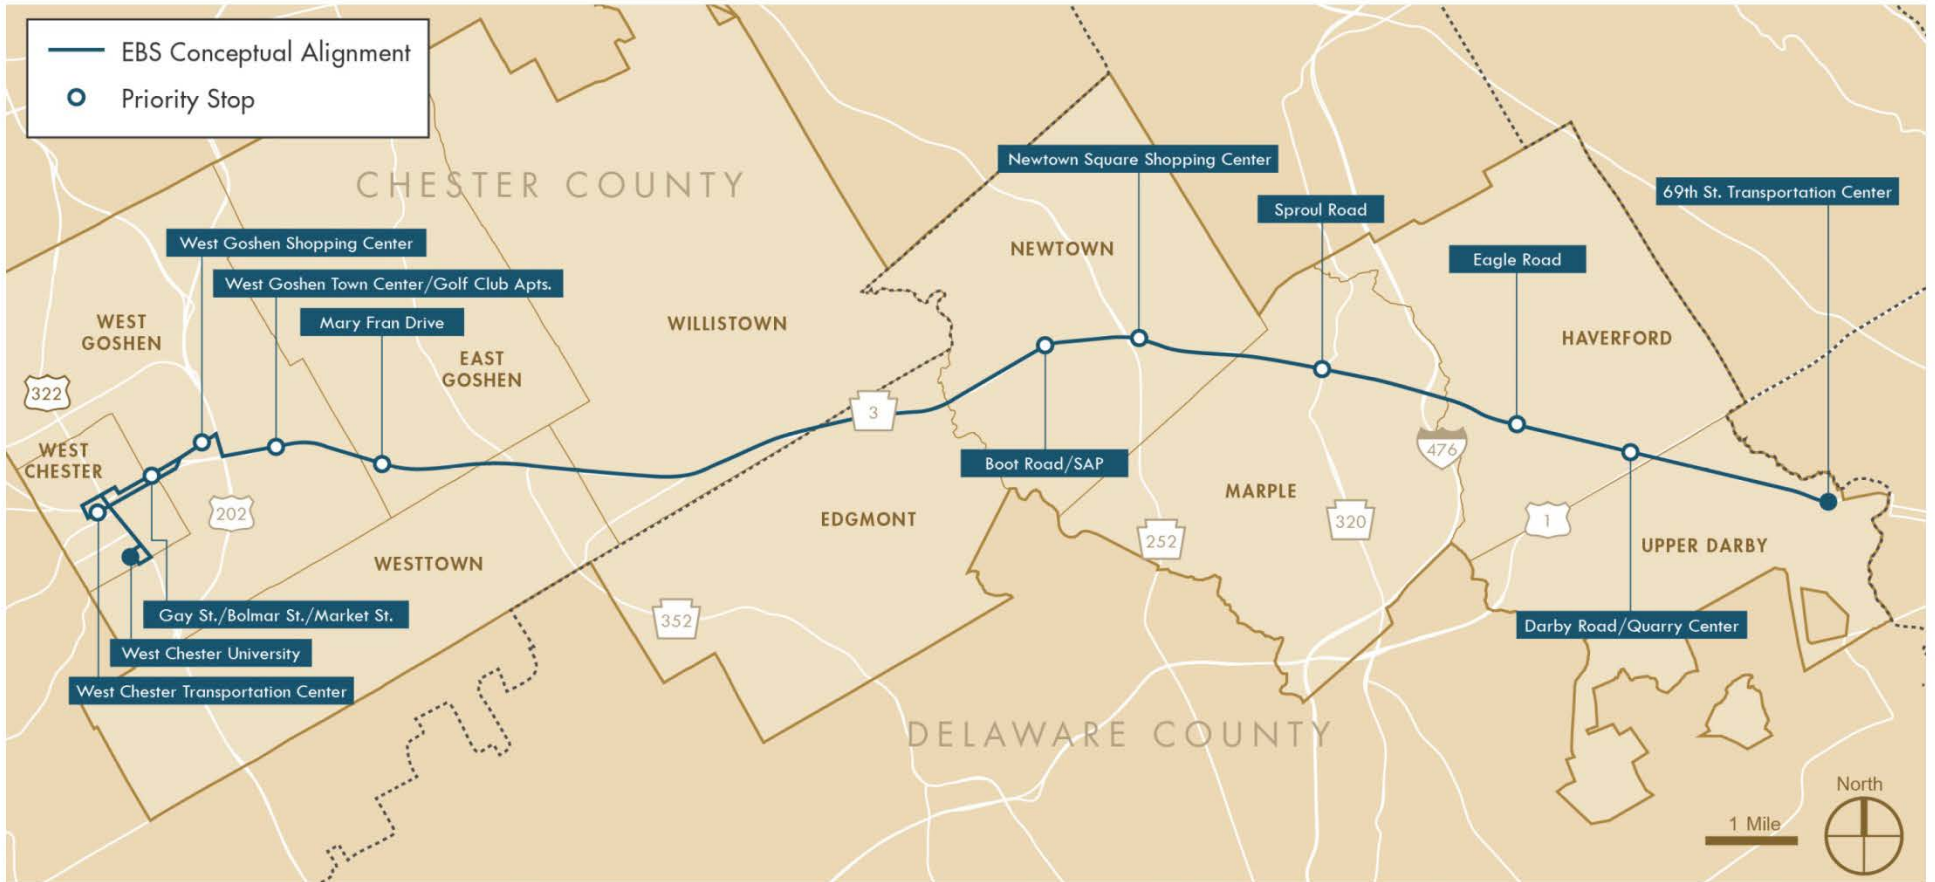 EBS Conceptual Alignment
Priority Stop
CHESTER COUNTY
Newtown Square Shopping Center
69th St. Transportation Center
Sproul Road
West Goshen Shopping Center
NEWTOWN
Eagle Road
West Goshen Town Center/Golf Club Apts.
Mary Fran Drive
WEST
GOSHEN
WILLISTOWN
HAVERFORD
EAST
GOSHEN
322
3
WEST
CHESTER
476
Boot Road/SAP
MARPLE
202
EDGMONT
320
1
252
UPPER DARBY
WESTTOWN
Gay St./Bolmar St./Market St.
352
Darby Road/Quarry Center
West Chester University
West Chester Transportation Center
DELAWARE COUNTY
North
1 Mile